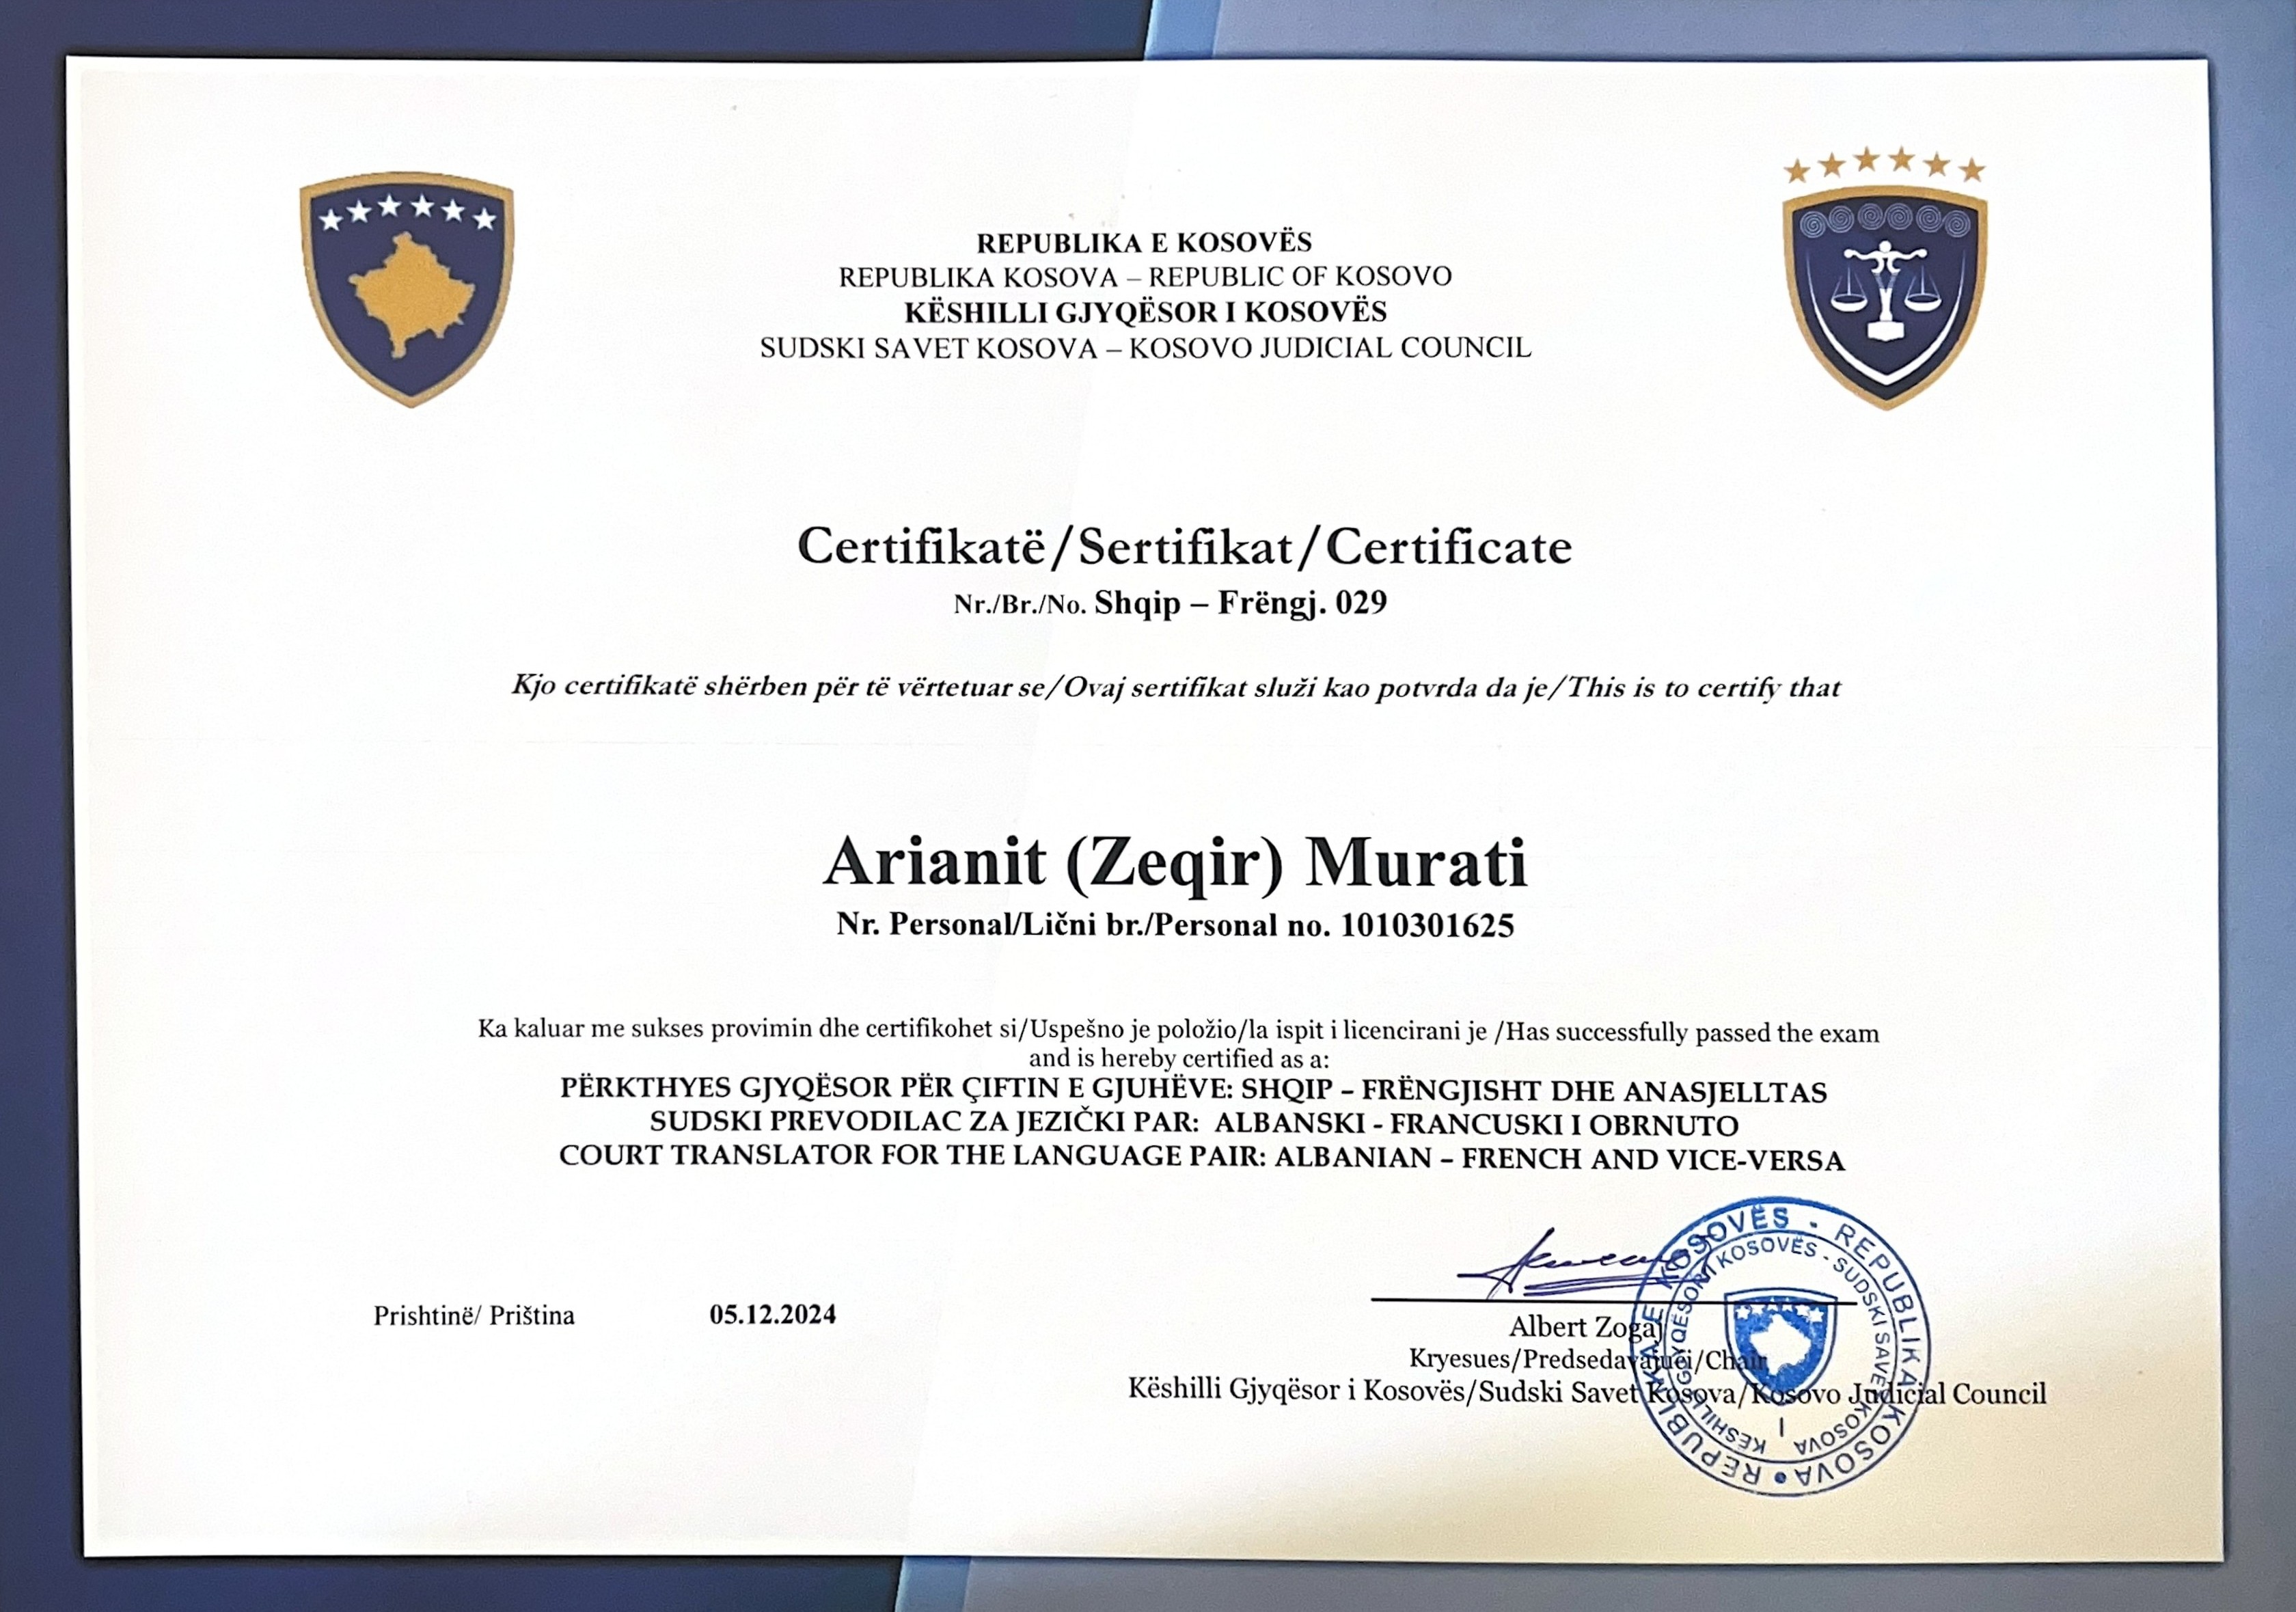 REPUBLIKA E KOSOVËS
REPUBLIKA KOSOVA – REPUBLIC OF KOSOVO
KËSHILLI GJYQËSOR I KOSOVËS
SUDSKI SAVET KOSOVA – KOSOVO JUDICIAL COUNCIL
Certifikatë/Sertifikat/Certificate
Nr./Br./No. Shqip – Frëngj. 029
Kjo certifikatë shërben për të vërtetuar se/Ovaj sertifikat služi kao potvrda da je/This is to certify that
Arianit (Zeqir) Murati
Nr. Personal/Lični br./Personal no. 1010301625
Ka kaluar me sukses provimin dhe certifikohet si/Uspešno je položio/la ispit i licencirani je /Has successfully passed the exam
and is hereby certified as a:
PËRKTHYES GJYQËSOR PËR ÇIFTIN E GJUHËVE: SHQIP – FRËNGJISHT DHE ANASJELLTAS
SUDSKI PREVODILAC ZA JEZIČKI PAR: ALBANSKI - FRANCUSKI I OBRNUTO
COURT TRANSLATOR FOR THE LANGUAGE PAIR: ALBANIAN – FRENCH AND VICE-VERSA
Prishtinë/ Priština 05.12.2024
Albert Zogaj
Kryesues/Predsedavajući/Chair
Këshilli Gjyqësor i Kosovës/Sudski Savet Kosova/Kosovo Judicial Council
REPUBLIKA E KOSOVËS - REPUBLIKA KOSOVA
KËSHILLI GJYQËSOR I KOSOVËS - SUDSKI SAVET KOSOVA
I